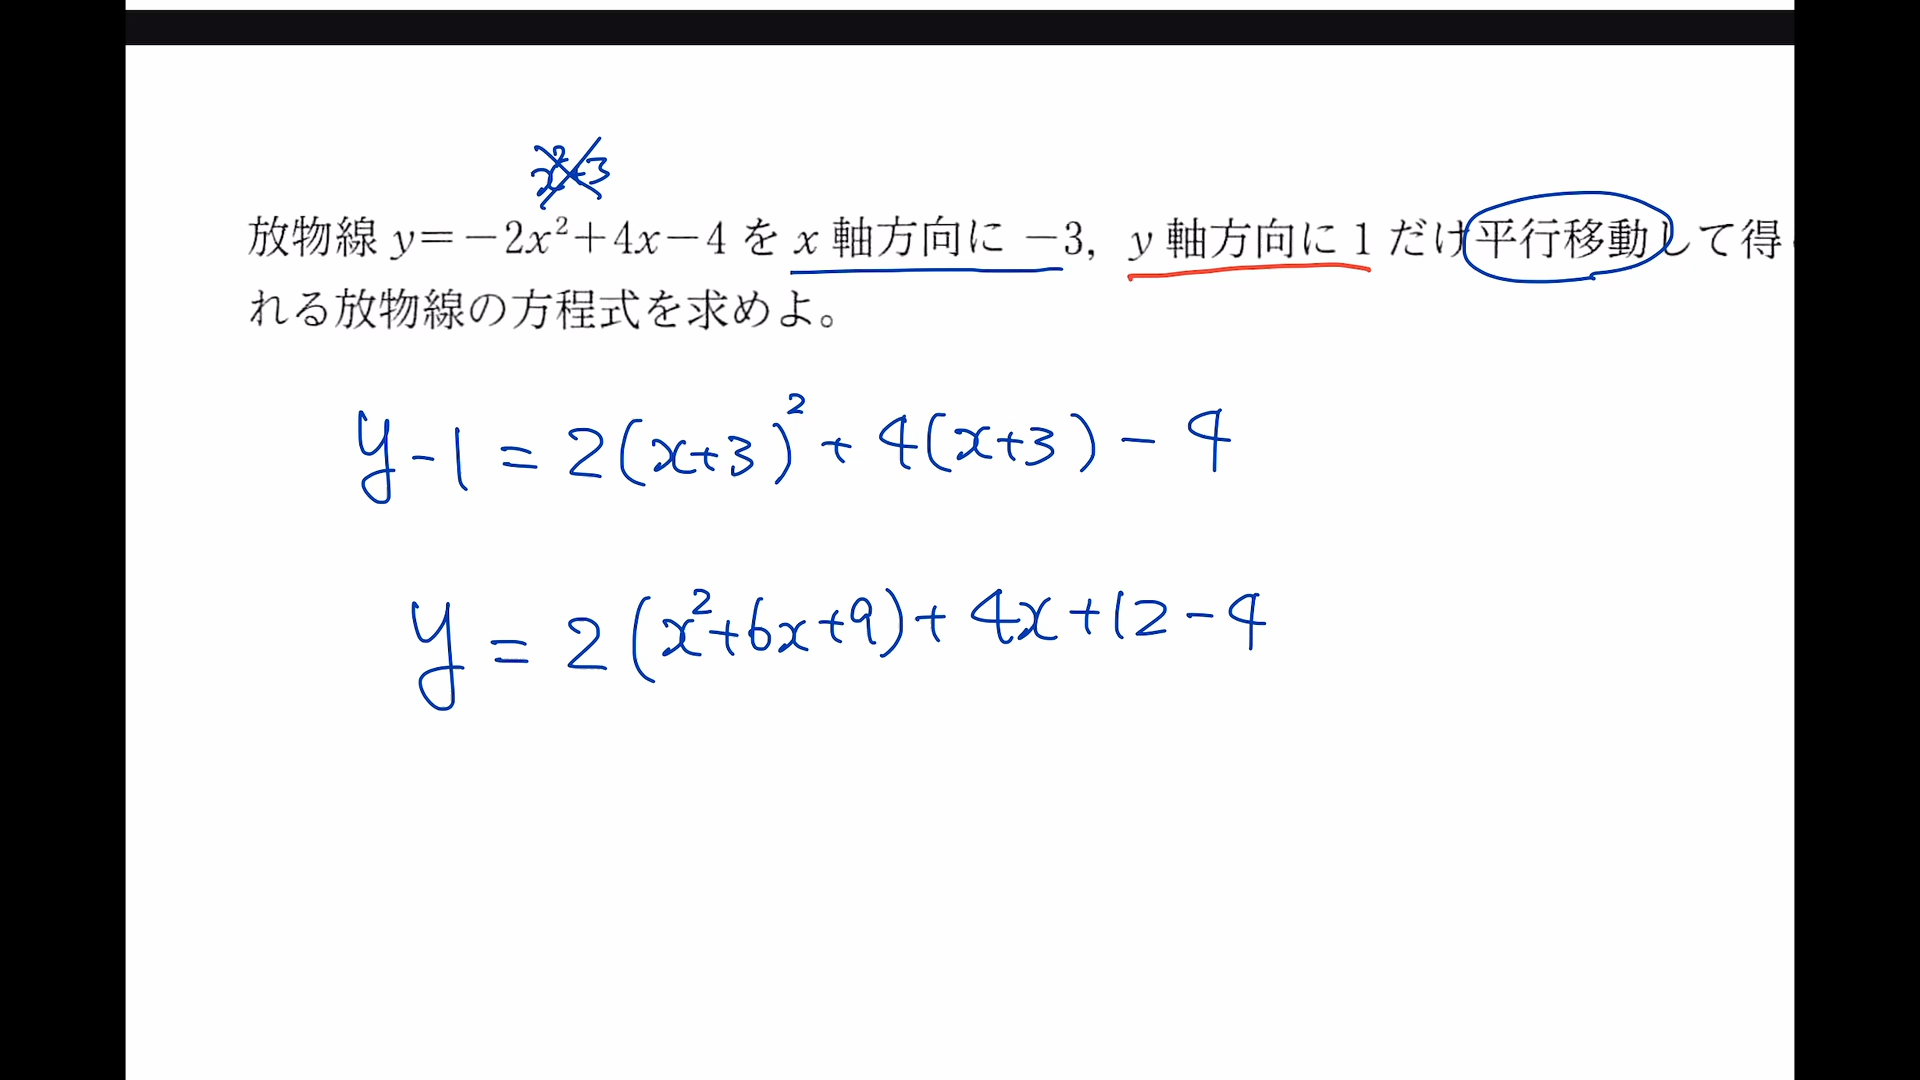 x²+3
放物線 y=−2x²+4x−4 を x 軸方向に −3, y 軸方向に 1 だけ平行移動して得
れる放物線の方程式を求めよ。
y-1 = 2(x+3)² + 4(x+3) - 4
y = 2(x²+6x+9) + 4x+12-4